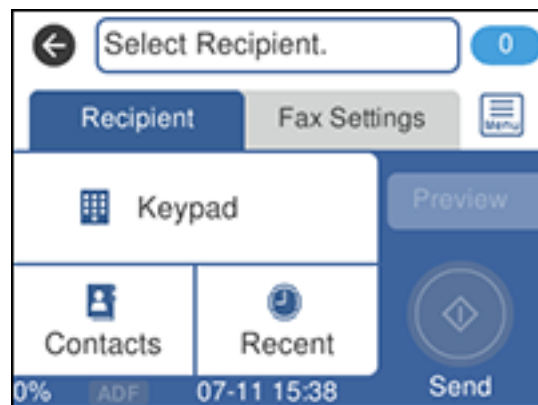 Select Recipient.
0
Recipient
Fax Settings
Menu
Keypad
Preview
Contacts
Recent
0%
ADF
07-11 15:38
Send